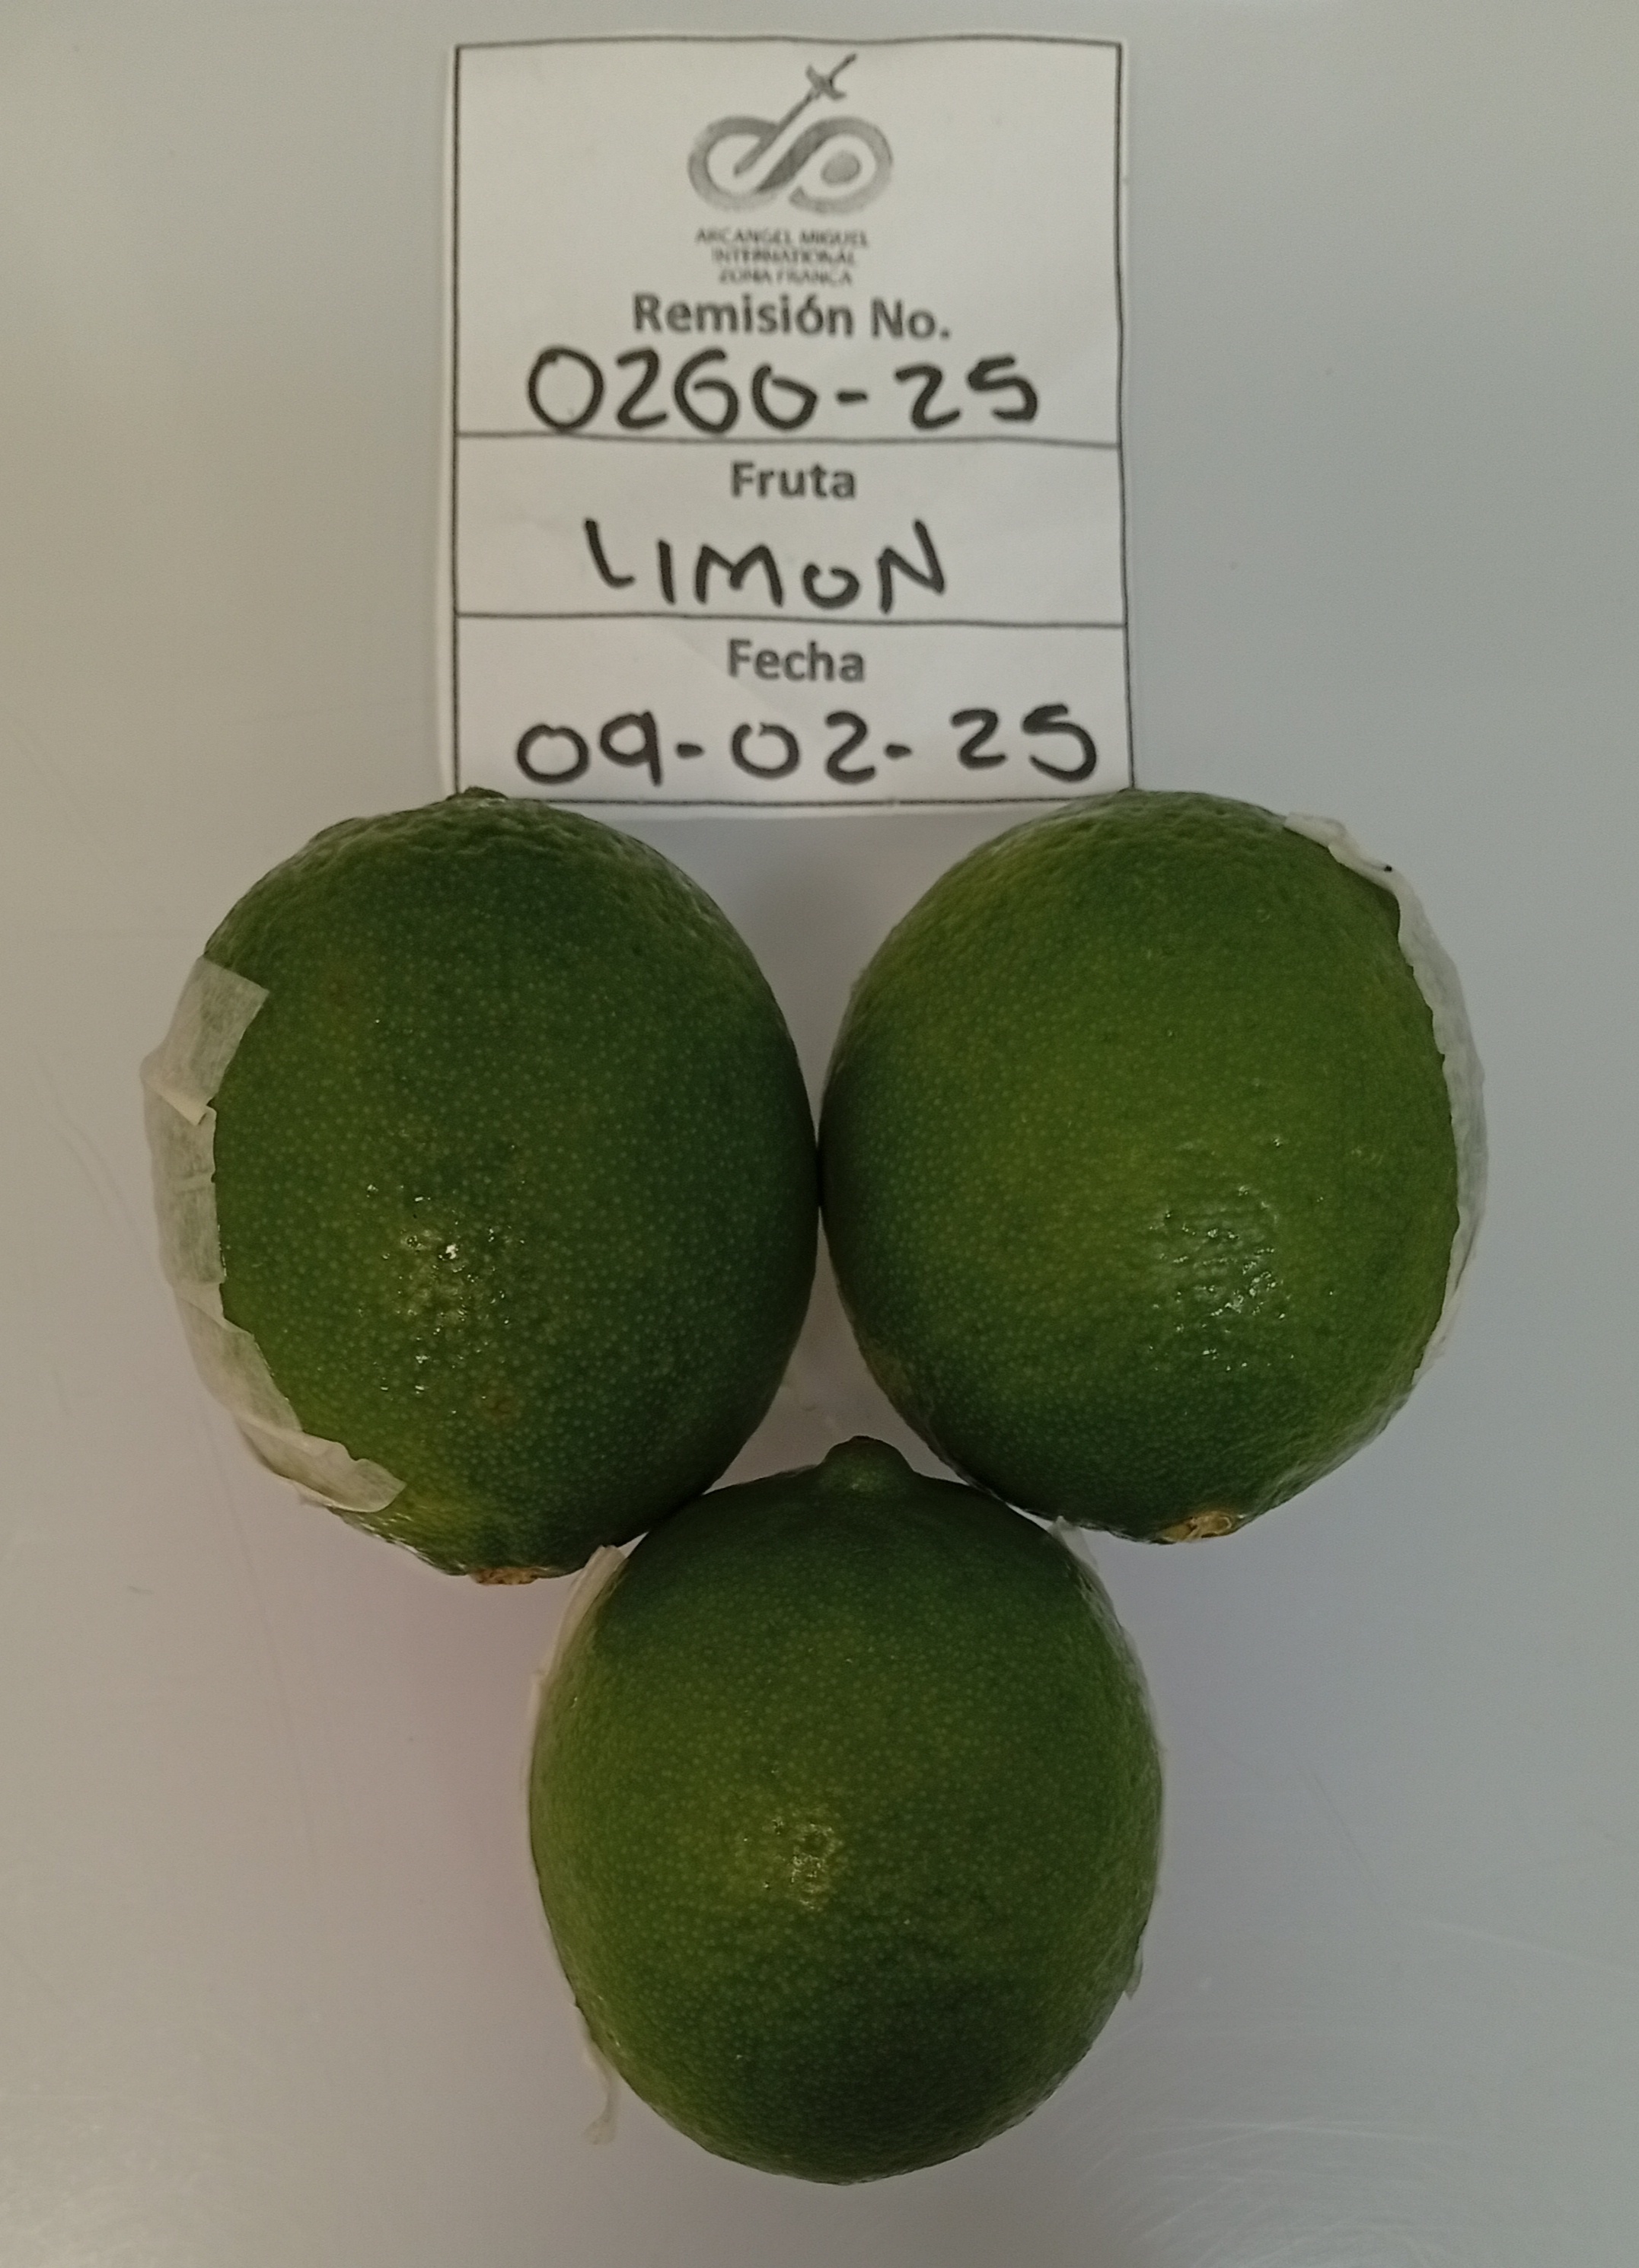 ARCANGEL MIGUEL
INTERNATIONAL
ZONA FRANCA
Remisión No.
0260-25
Fruta
LIMON
Fecha
09-02-25